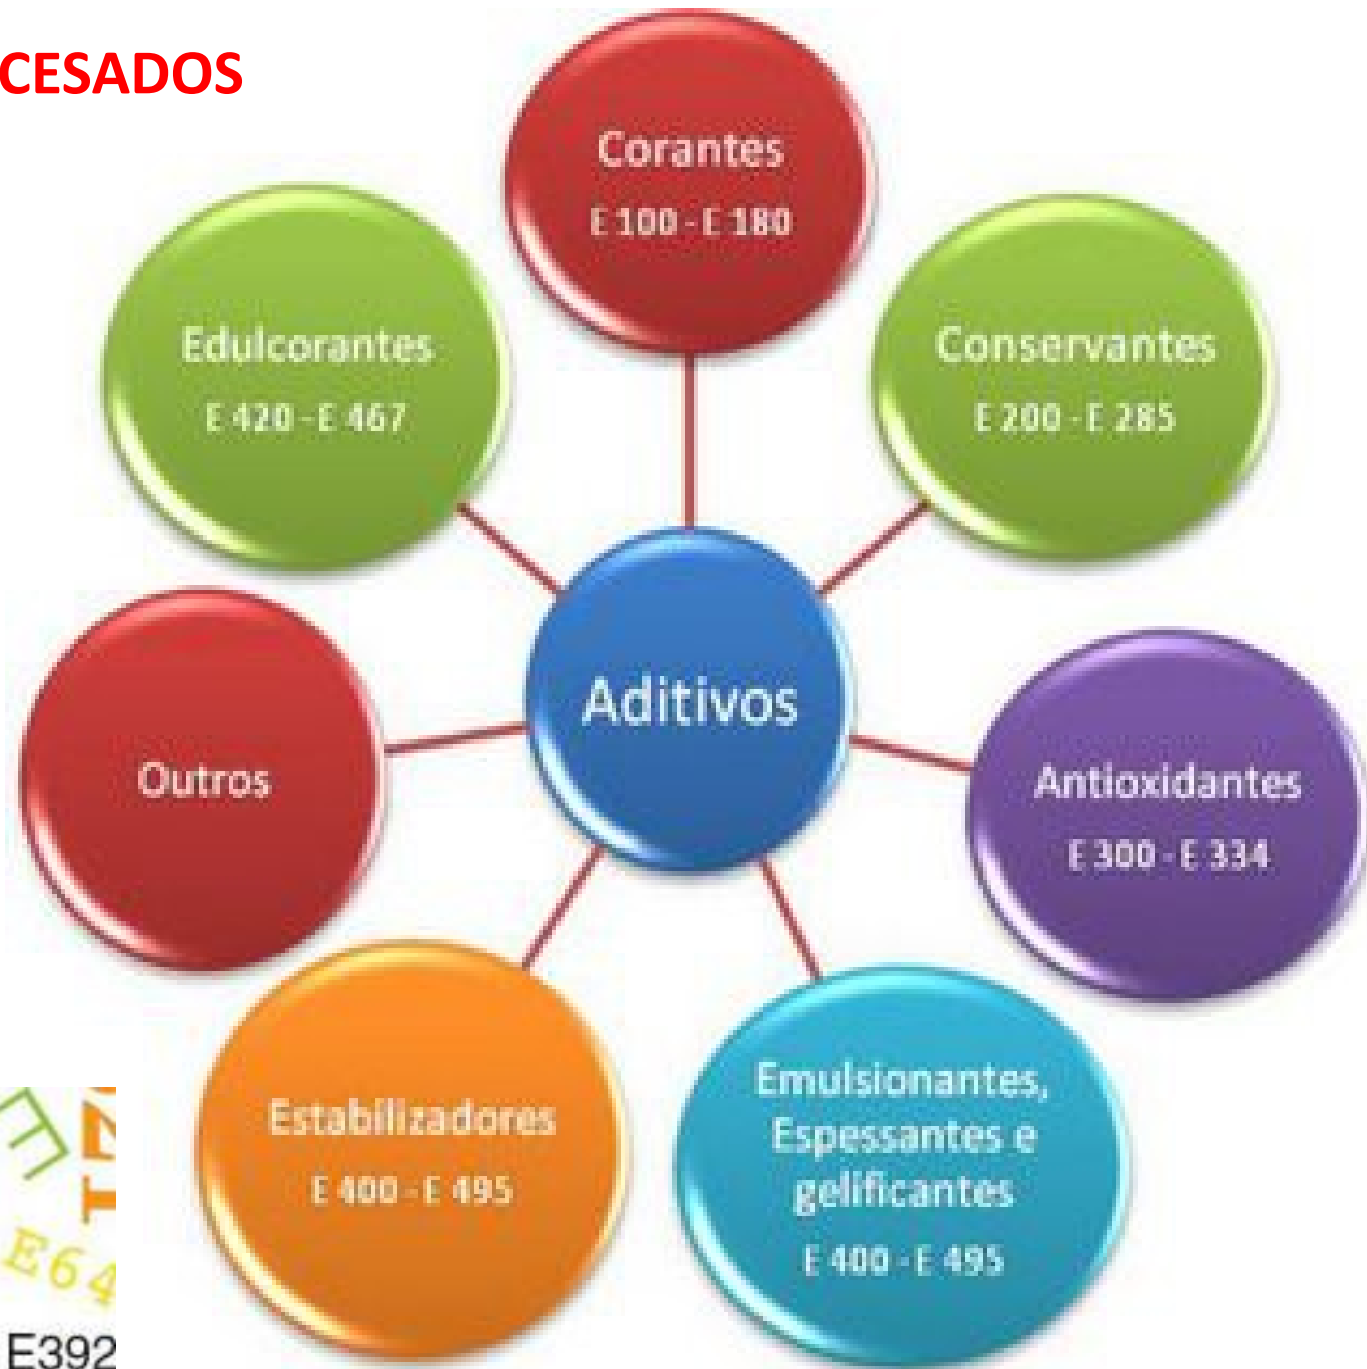 CESADOS
Corantes
E 100 - E 180
Edulcorantes
E 420 - E 467
Conservantes
E 200 - E 285
Aditivos
Outros
Antioxidantes
E 300 - E 334
Estabilizadores
E 400 - E 495
Emulsionantes,
Espessantes e
gelificantes
E 400 - E 495
E
E64
E392